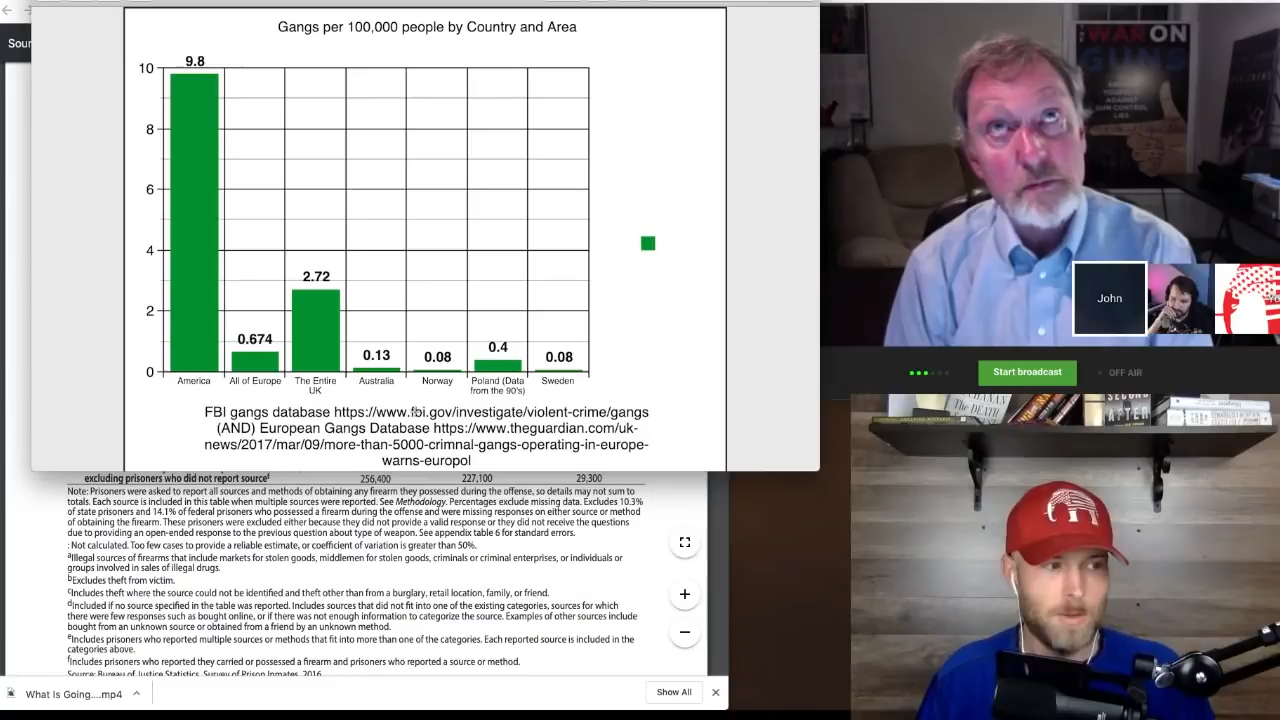 Sour
Gangs per 100,000 people by Country and Area
10
8
6
4
2
0
9.8
0.674
2.72
0.13
0.08
0.4
0.08
America
All of Europe
The Entire
UK
Australia
Norway
Poland (Data
from the 90's)
Sweden
FBI gangs database https://www.fbi.gov/investigate/violent-crime/gangs
(AND) European Gangs Database https://www.theguardian.com/uk-
news/2017/mar/09/more-than-5000-crimnal-gangs-operating-in-europe-
warns-europol
excluding prisoners who did not report sourceᶠ 256,400 227,100 29,300
Note: Prisoners were asked to report all sources and methods of obtaining any firearm they possessed during the offense, so details may not sum to
totals. Each source is included in this table when multiple sources were reported. See Methodology. Percentages exclude missing data. Excludes 10.3%
of state prisoners and 14.1% of federal prisoners who possessed a firearm during the offense and were missing responses on either source or method
of obtaining the firearm. These prisoners were excluded either because they did not provide a valid response or they did not receive the questions
due to providing an open-ended response to the previous question about type of weapon. See appendix table 6 for standard errors.
: Not calculated. Too few cases to provide a reliable estimate, or coefficient of variation is greater than 50%.
ᵃIllegal sources of firearms that include markets for stolen goods, middlemen for stolen goods, criminals or criminal enterprises, or individuals or
groups involved in sales of illegal drugs.
ᵇExcludes theft from victim.
ᶜIncludes theft where the source could not be identified and theft other than from a burglary, retail location, family, or friend.
ᵈIncluded if no source specified in the table was reported. Includes sources that did not fit into one of the existing categories, sources for which
there were few responses such as bought online, or if there was not enough information to categorize the source. Examples of other sources include
bought from an unknown source or obtained from a friend by an unknown method.
ᵉIncludes prisoners who reported multiple sources or methods that fit into more than one of the categories. Each reported source is included in the
categories above.
ᶠIncludes prisoners who reported they carried or possessed a firearm and prisoners who reported a source or method.
Source: Bureau of Justice Statistics, Survey of Prison Inmates, 2016.
What Is Going....mp4
Show All
THE
WAR ON
GUNS
John
Start broadcast
OFF AIR
SECOND
AFTER